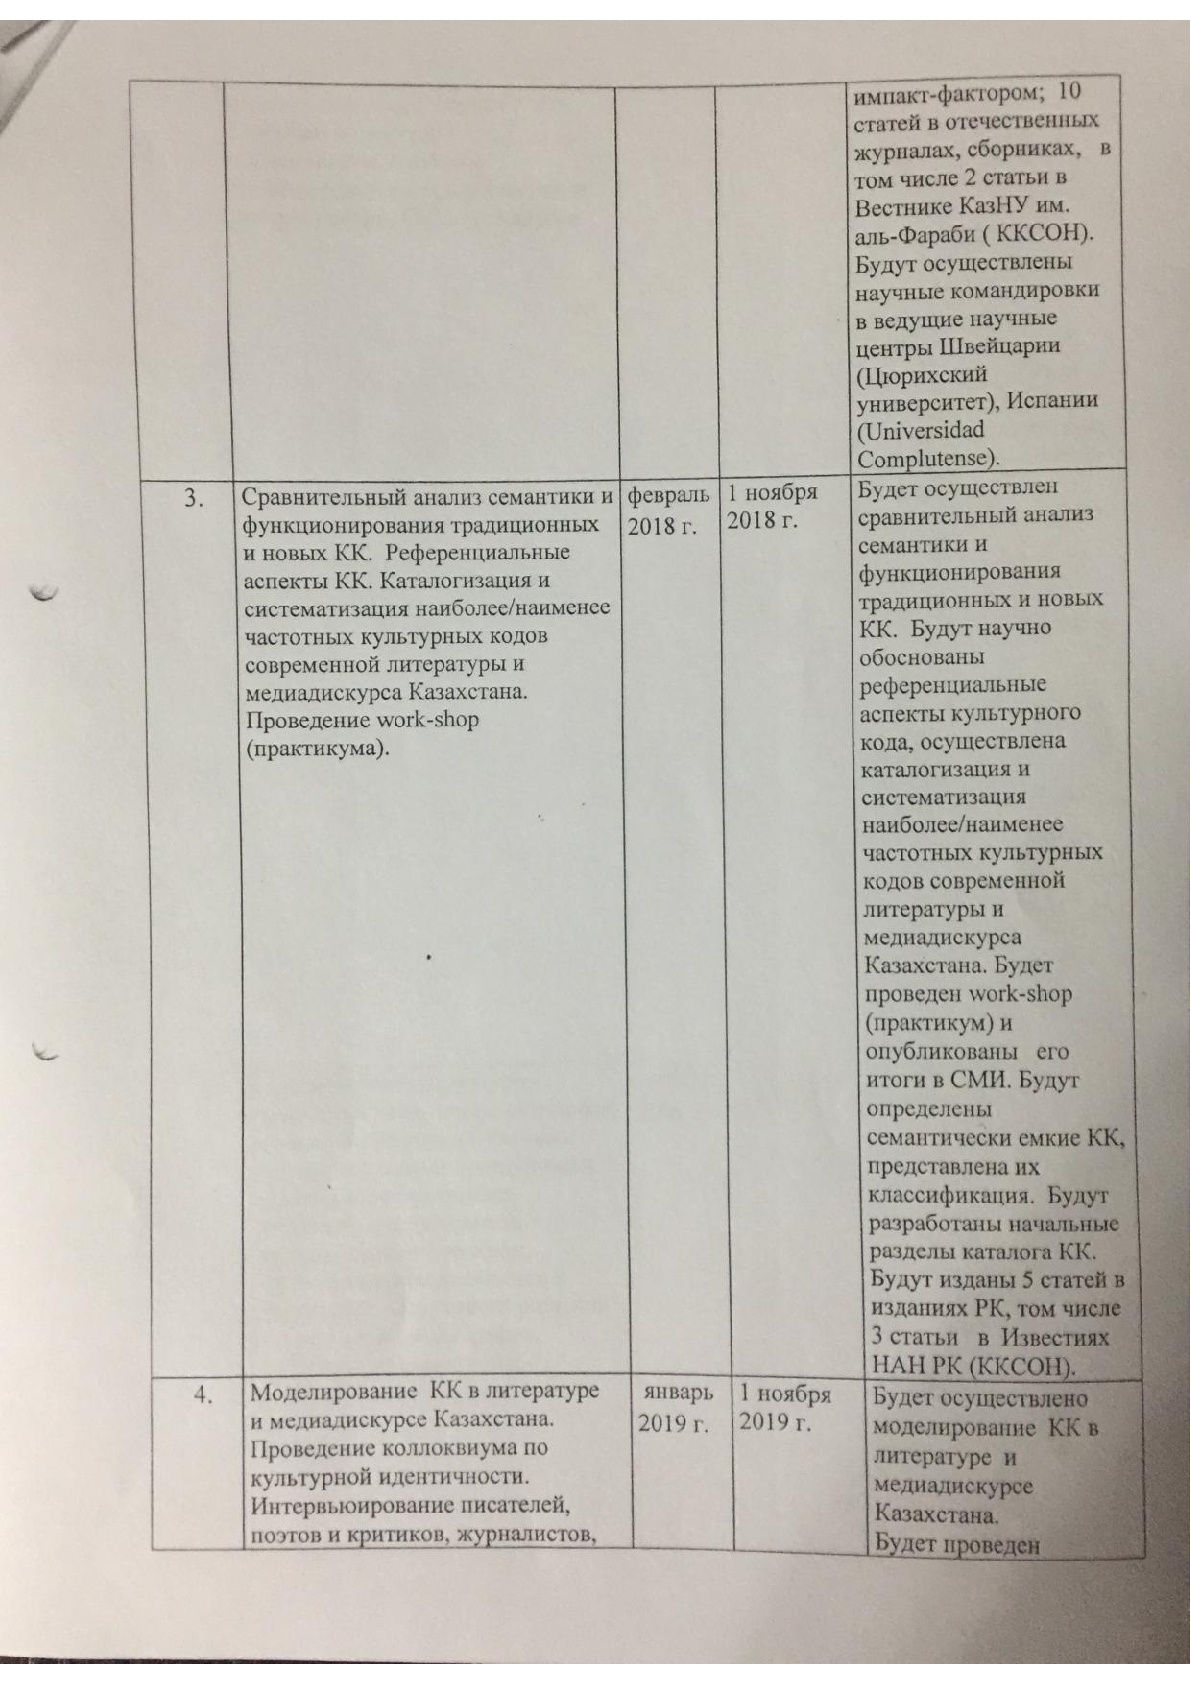 импакт-фактором; 10
статей в отечественных
журналах, сборниках, в
том числе 2 статьи в
Вестнике КазНУ им.
аль-Фараби ( ККСОН).
Будут осуществлены
научные командировки
в ведущие научные
центры Швейцарии
(Цюрихский
университет), Испании
(Universidad
Complutense).
3.
Сравнительный анализ семантики и
функционирования традиционных
и новых КК. Референциальные
аспекты КК. Каталогизация и
систематизация наиболее/наименее
частотных культурных кодов
современной литературы и
медиадискурса Казахстана.
Проведение work-shop
(практикума).
февраль
2018 г.
1 ноября
2018 г.
Будет осуществлен
сравнительный анализ
семантики и
функционирования
традиционных и новых
КК. Будут научно
обоснованы
референциальные
аспекты культурного
кода, осуществлена
каталогизация и
систематизация
наиболее/наименее
частотных культурных
кодов современной
литературы и
медиадискурса
Казахстана. Будет
проведен work-shop
(практикум) и
опубликованы его
итоги в СМИ. Будут
определены
семантически емкие КК,
представлена их
классификация. Будут
разработаны начальные
разделы каталога КК.
Будут изданы 5 статей в
изданиях РК, том числе
3 статьи в Известиях
НАН РК (ККСОН).
4.
Моделирование КК в литературе
и медиадискурсе Казахстана.
Проведение коллоквиума по
культурной идентичности.
Интервьюирование писателей,
поэтов и критиков, журналистов,
январь
2019 г.
1 ноября
2019 г.
Будет осуществлено
моделирование КК в
литературе и
медиадискурсе
Казахстана.
Будет проведен